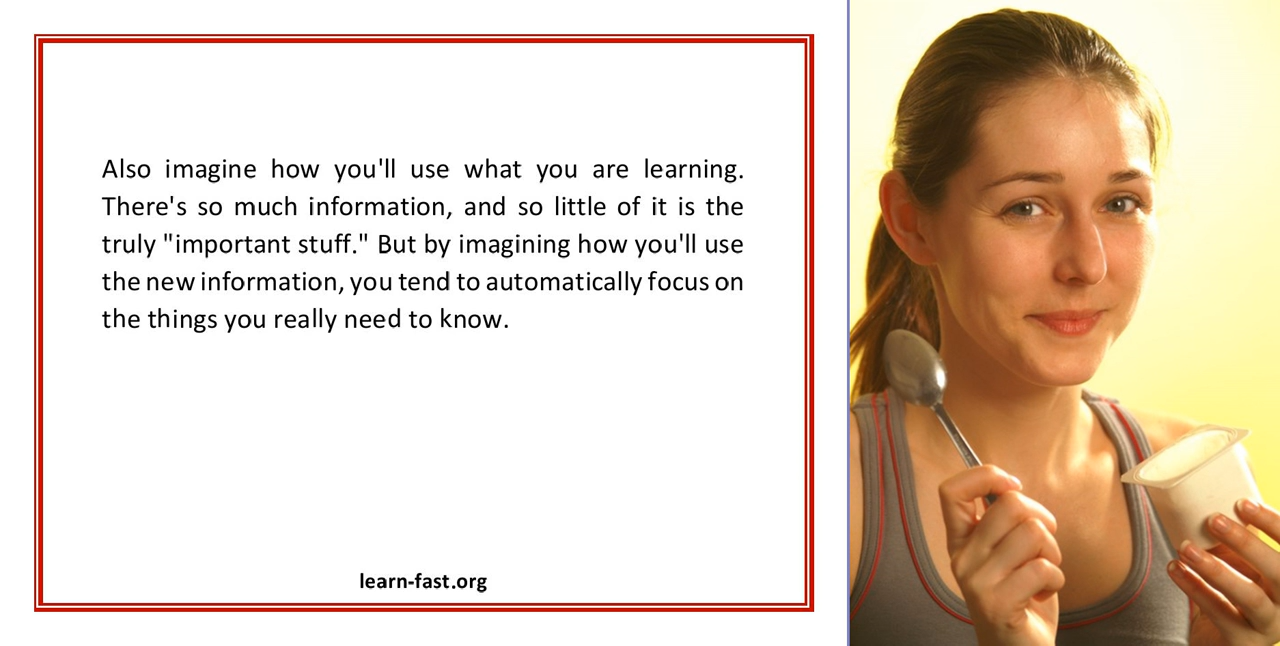 Also imagine how you'll use what you are learning.
There's so much information, and so little of it is the
truly "important stuff." But by imagining how you'll use
the new information, you tend to automatically focus on
the things you really need to know.
learn-fast.org